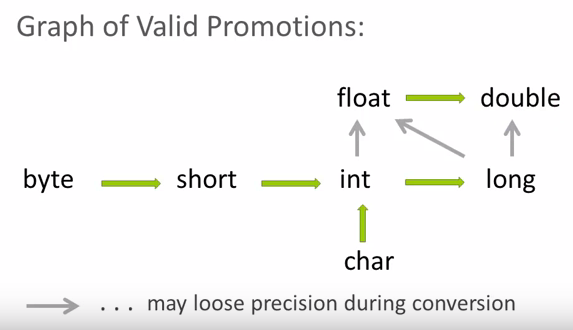 Graph of Valid Promotions:
float double
byte short int long
char
. . . may loose precision during conversion